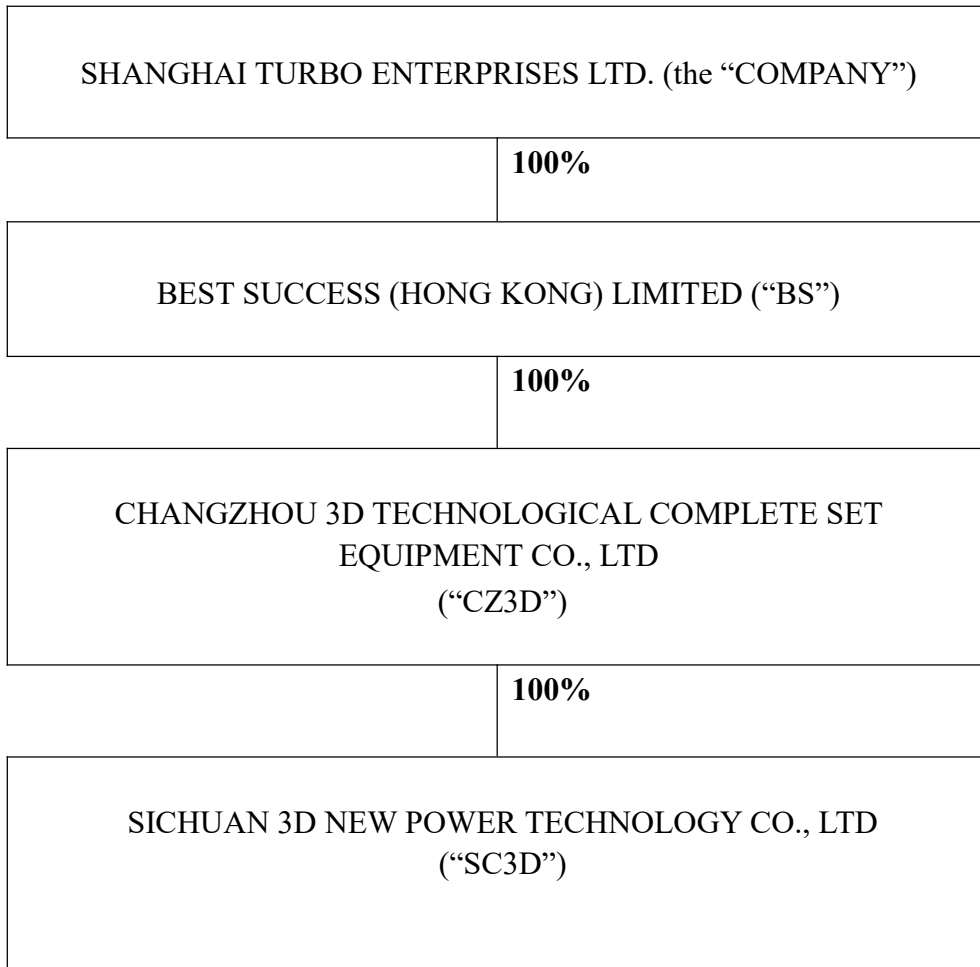 SHANGHAI TURBO ENTERPRISES LTD. (the “COMPANY”)
100%
BEST SUCCESS (HONG KONG) LIMITED (“BS”)
100%
CHANGZHOU 3D TECHNOLOGICAL COMPLETE SET
EQUIPMENT CO., LTD
(“CZ3D”)
100%
SICHUAN 3D NEW POWER TECHNOLOGY CO., LTD
(“SC3D”)